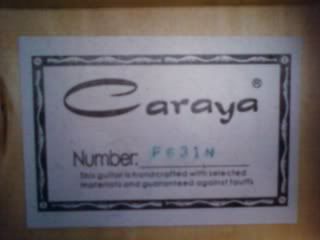 Caraya®
Number: F631N
This guitar is handcrafted with selected
materials and guaranteed against faults